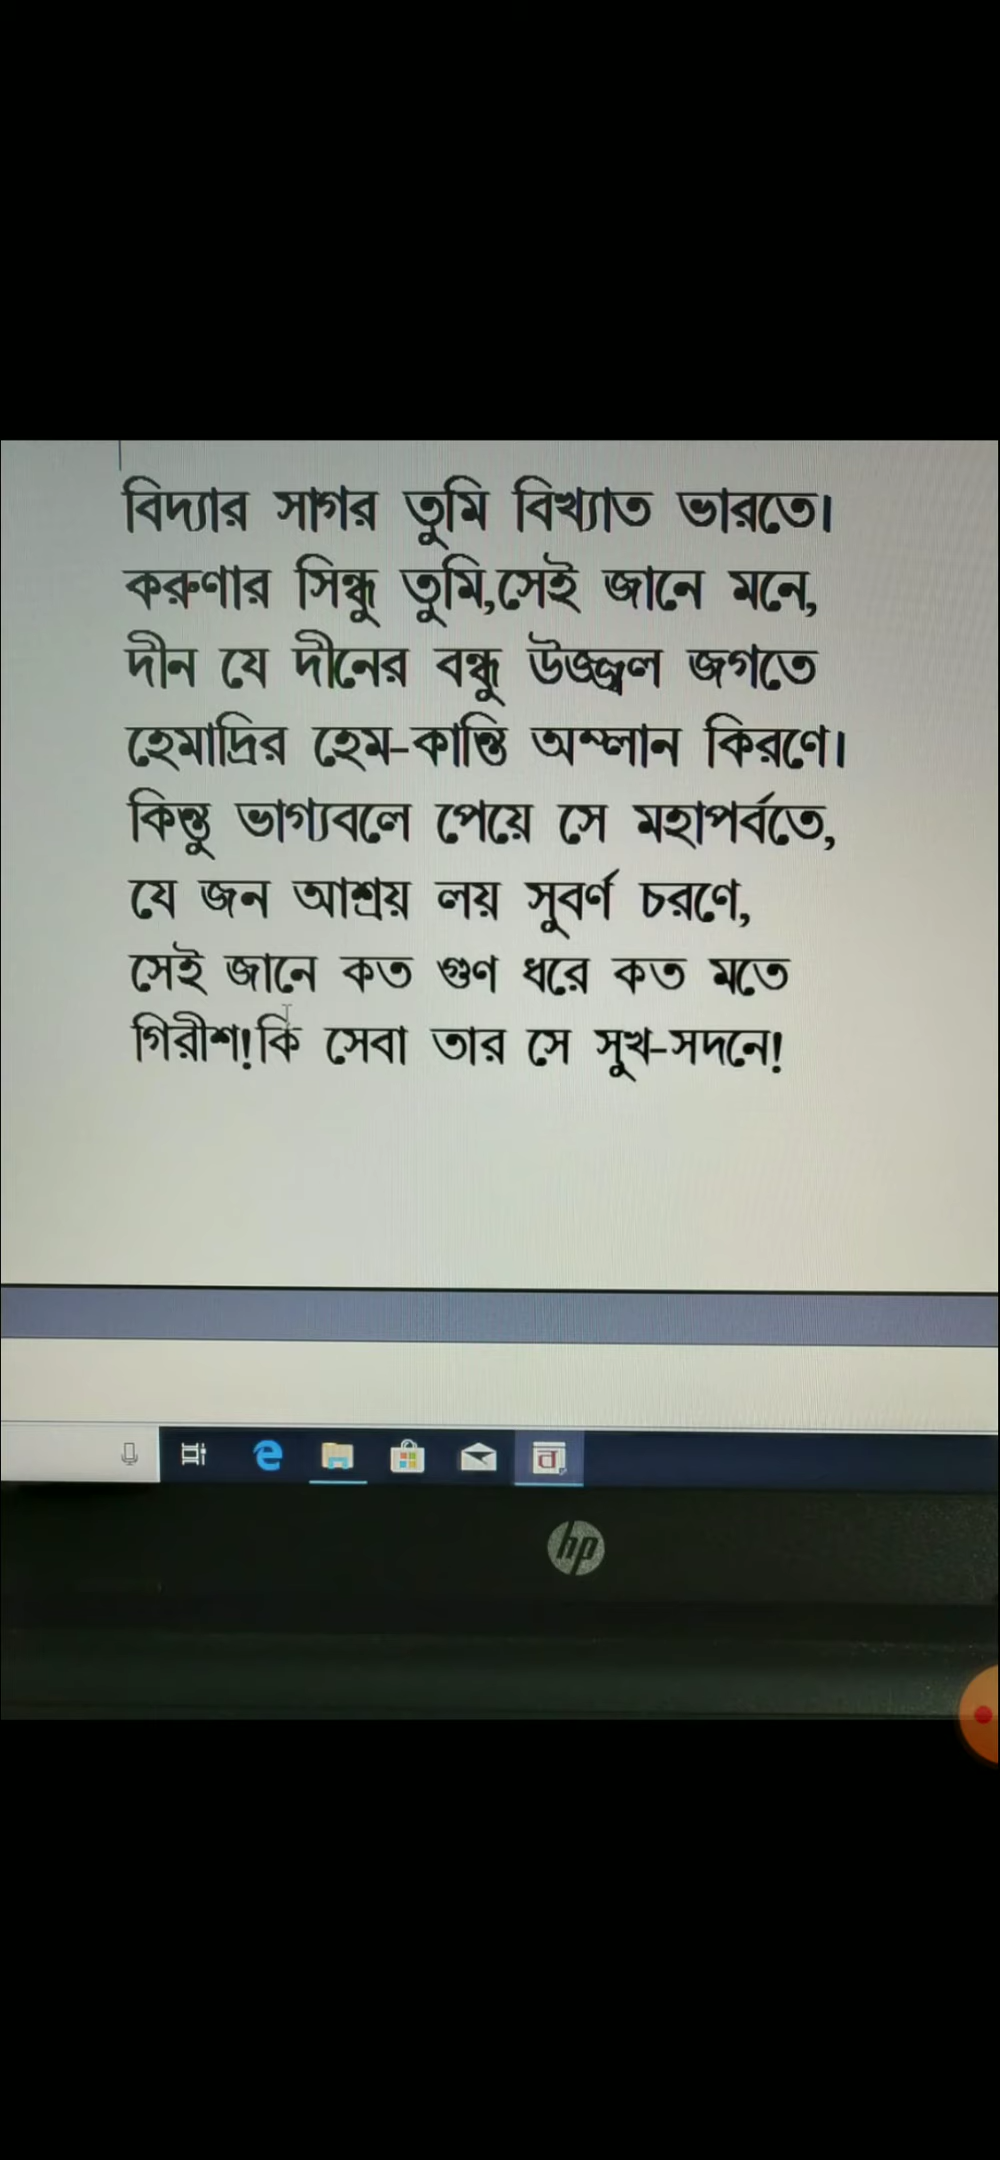 বিদ্যার সাগর তুমি বিখ্যাত ভারতে।
করুণার সিন্ধু তুমি,সেই জানে মনে,
দীন যে দীনের বন্ধু উজ্জ্বল জগতে
হেমাদ্রির হেম-কান্তি অম্লান কিরণে।
কিন্তু ভাগ্যবলে পেয়ে সে মহাপর্বতে,
যে জন আশ্রয় লয় সুবর্ণ চরণে,
সেই জানে কত গুণ ধরে কত মতে
গিরীশ!কি সেবা তার সে সুখ-সদনে!
hp